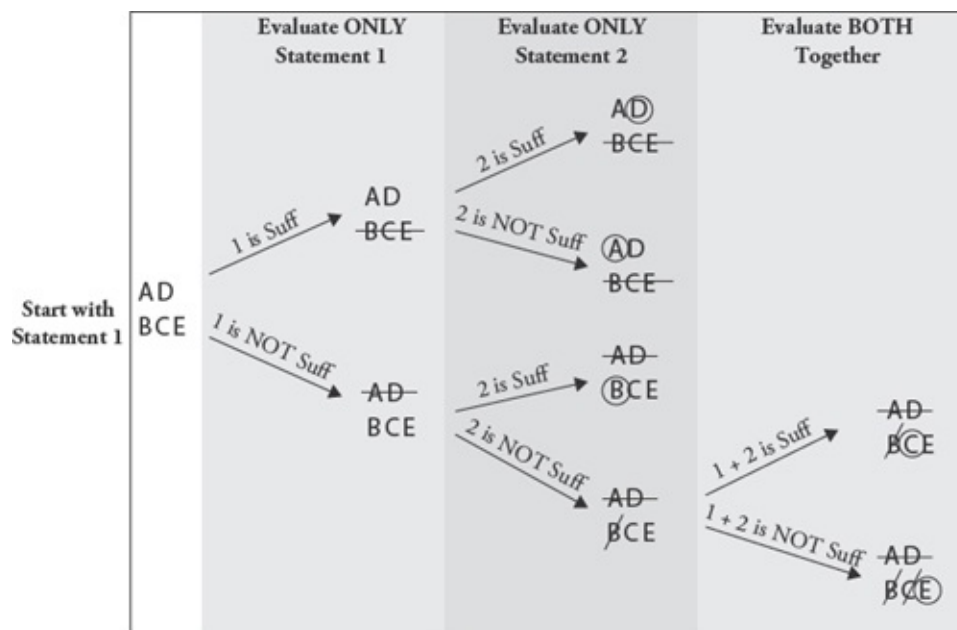 Evaluate ONLY
Statement 1
Evaluate ONLY
Statement 2
Evaluate BOTH
Together
Start with
Statement 1
AD
BCE
1 is Suff
AD
BCE
1 is NOT Suff
AD
BCE
2 is Suff
AD
BCE
2 is NOT Suff
AD
BCE
2 is Suff
AD
BCE
2 is NOT Suff
AD
BCE
1 + 2 is Suff
AD
BCE
1 + 2 is NOT Suff
AD
BCE